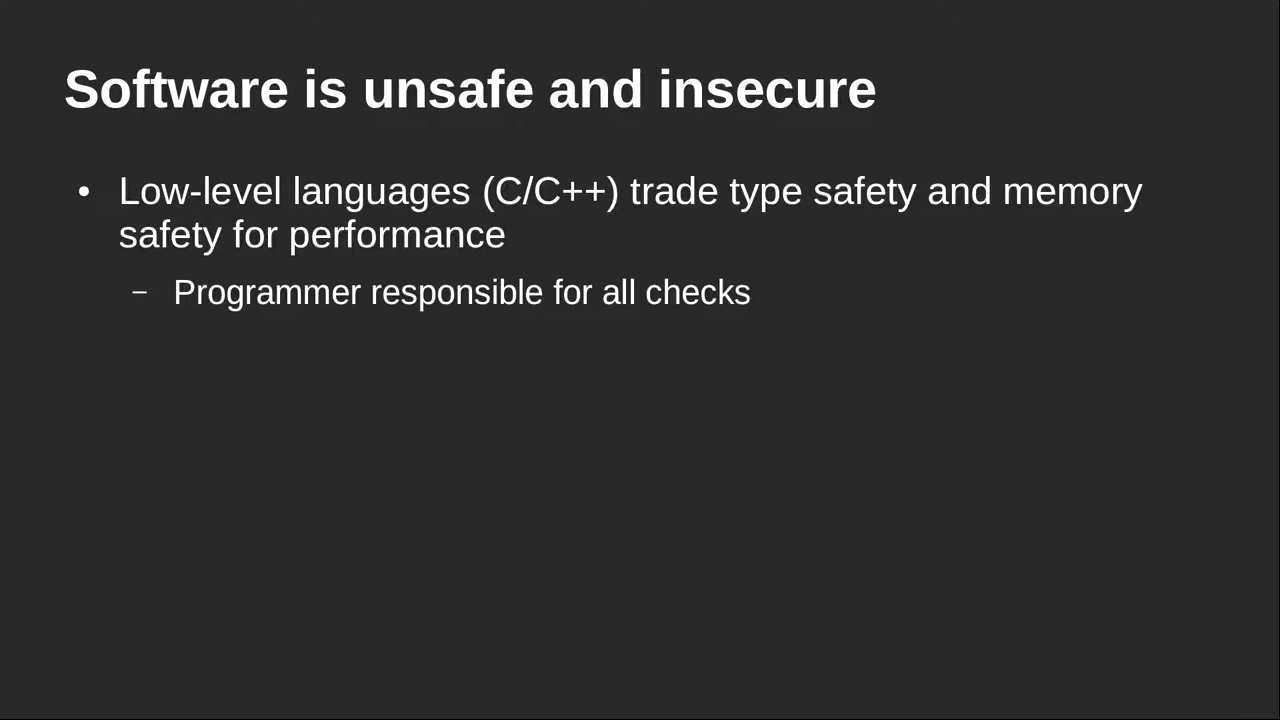 Software is unsafe and insecure
• Low-level languages (C/C++) trade type safety and memory
safety for performance
– Programmer responsible for all checks